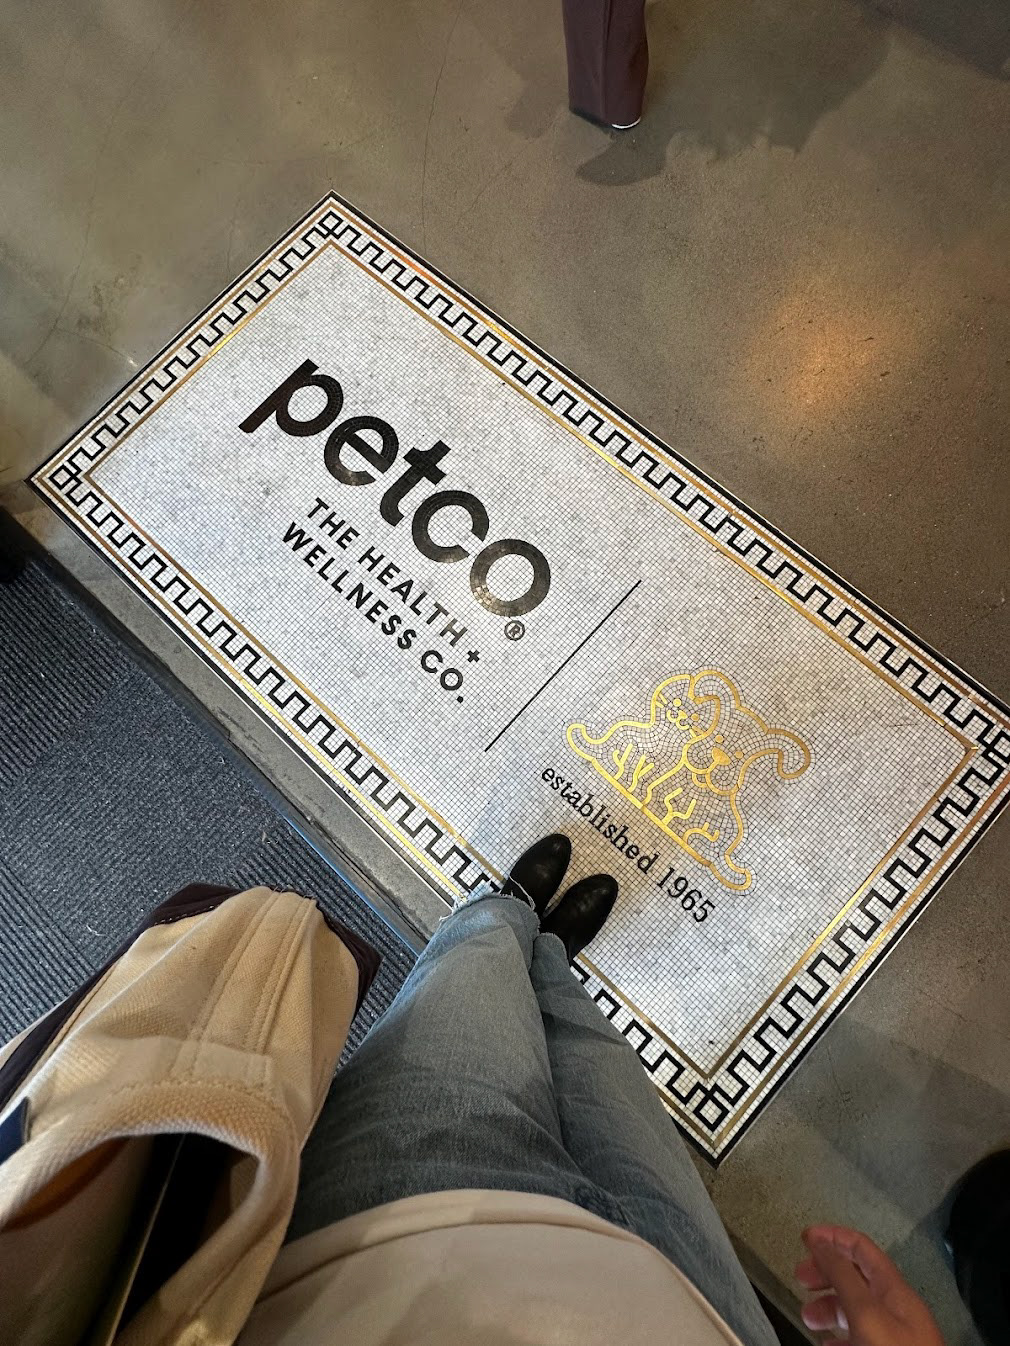 petco®
THE HEALTH +
WELLNESS CO.
established 1965